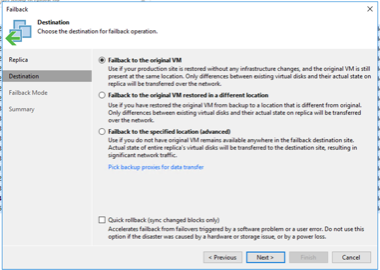 Failback
Destination
Choose the destination for failback operation.
Replica
Destination
Failback Mode
Summary
Failback to the original VM
Use if your production site is restored without any infrastructure changes, and the original VM is still
present at the same location. Only differences between existing virtual disks and their actual state on
replica will be transferred over the network.
Failback to the original VM restored in a different location
Use if you have restored the original VM from backup to a location that is different from original.
Only differences between existing virtual disks and their actual state on replica will be transferred
over the network.
Failback to the specified location (advanced)
Use if you do not have original VM remains available anywhere in the failback destination site.
Actual state of entire replica's virtual disks will be transferred to the destination site, resulting in
significant network traffic.
Pick backup proxies for data transfer
Quick rollback (sync changed blocks only)
Accelerates failback from failovers triggered by a software problem or a user error. Do not use this
option if the disaster was caused by a hardware or storage issue, or by a power loss.
< Previous
Next >
Finish
Cancel